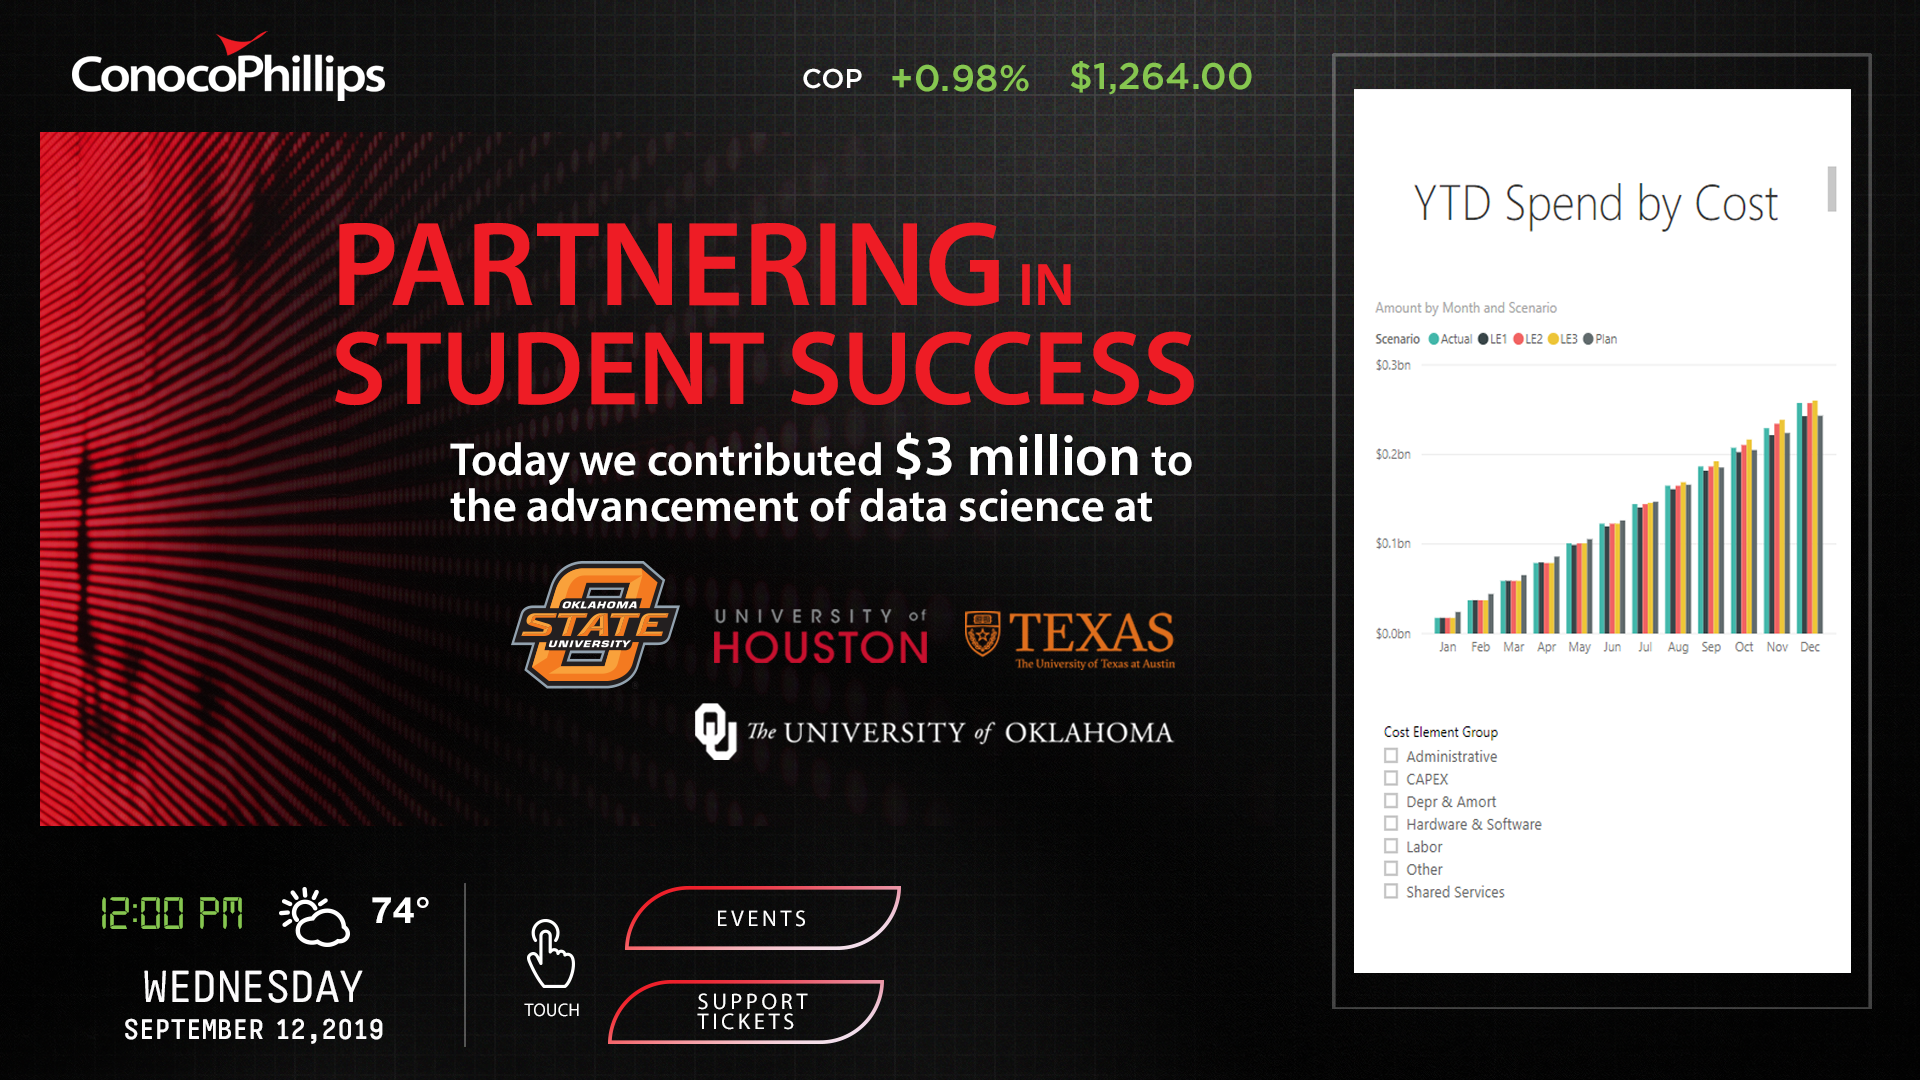 ConocoPhillips
COP +0.98% $1,264.00
PARTNERING IN
STUDENT SUCCESS
Today we contributed $3 million to
the advancement of data science at
OKLAHOMA
STATE
UNIVERSITY
UNIVERSITY of
HOUSTON
TEXAS
The University of Texas at Austin
OU The UNIVERSITY of OKLAHOMA
12:00 PM 74°
WEDNESDAY
SEPTEMBER 12,2019
TOUCH
EVENTS
SUPPORT
TICKETS
YTD Spend by Cost
Amount by Month and Scenario
Scenario Actual LE1 LE2 LE3 Plan
$0.3bn
$0.2bn
$0.1bn
$0.0bn
Jan Feb Mar Apr May Jun Jul Aug Sep Oct Nov Dec
Cost Element Group
Administrative
CAPEX
Depr & Amort
Hardware & Software
Labor
Other
Shared Services